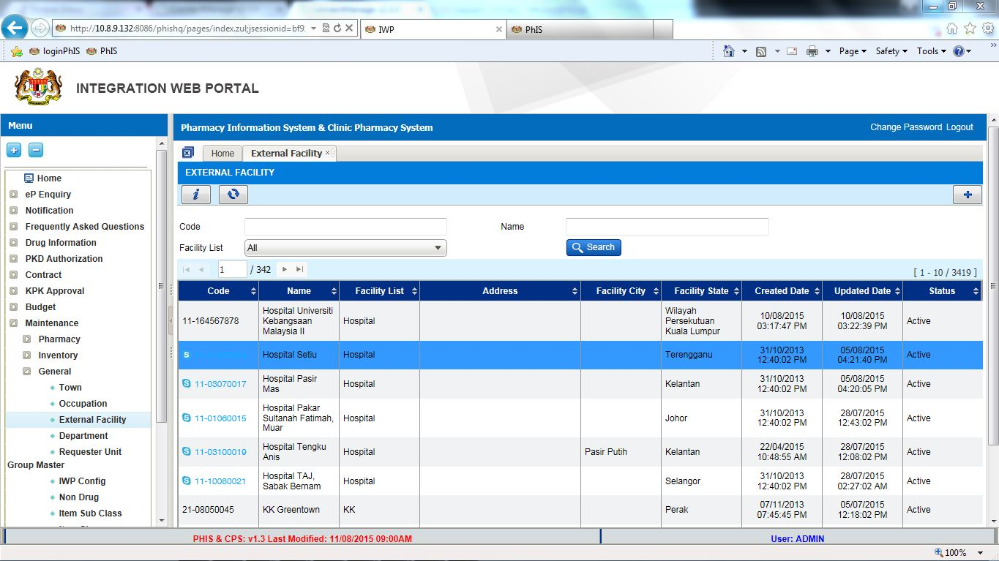 http://10.8.9.132:8086/phishq/pages/index.zul;jsessionid=bf9
IWP
PhIS
loginPhIS
PhIS
Page
Safety
Tools
INTEGRATION WEB PORTAL
Menu
Pharmacy Information System & Clinic Pharmacy System
Change Password Logout
Home
External Facility
EXTERNAL FACILITY
Home
eP Enquiry
Notification
Frequently Asked Questions
Drug Information
PKD Authorization
Contract
KPK Approval
Budget
Maintenance
Pharmacy
Inventory
General
Town
Occupation
External Facility
Department
Requester Unit
Group Master
IWP Config
Non Drug
Item Sub Class
Code
Name
Facility List
All
Search
1 / 342
[ 1 - 10 / 3419 ]
Code Name Facility List Address Facility City Facility State Created Date Updated Date Status
11-164567878
Hospital Universiti
Kebangsaan
Malaysia II
Hospital
Wilayah
Persekutuan
Kuala Lumpur
10/08/2015
03:17:47 PM
10/08/2015
03:22:39 PM
Active
Hospital Setiu
Hospital
Terengganu
31/10/2013
12:40:02 PM
05/08/2015
04:21:40 PM
Active
11-03070017
Hospital Pasir
Mas
Hospital
Kelantan
31/10/2013
12:40:02 PM
05/08/2015
04:20:05 PM
Active
11-01060015
Hospital Pakar
Sultanah Fatimah,
Muar
Hospital
Johor
31/10/2013
12:40:02 PM
28/07/2015
12:43:02 PM
Active
11-03100019
Hospital Tengku
Anis
Hospital
Pasir Putih
Kelantan
22/04/2015
10:48:55 AM
28/07/2015
12:08:02 PM
Active
11-10080021
Hospital TAJ,
Sabak Bernam
Hospital
Selangor
31/10/2013
12:40:02 PM
28/07/2015
02:27:02 AM
Active
21-08050045
KK Greentown
KK
Perak
07/11/2013
07:45:45 PM
05/07/2015
12:18:02 PM
Active
PHIS & CPS: v1.3 Last Modified: 11/08/2015 09:00AM
User: ADMIN
100%